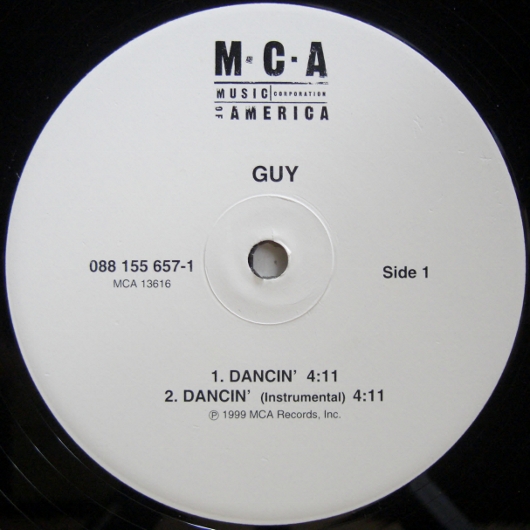 M·C·A
MUSIC CORPORATION
OF AMERICA
GUY
088 155 657-1
MCA 13616
Side 1
1. DANCIN' 4:11
2. DANCIN' (Instrumental) 4:11
℗ 1999 MCA Records, Inc.